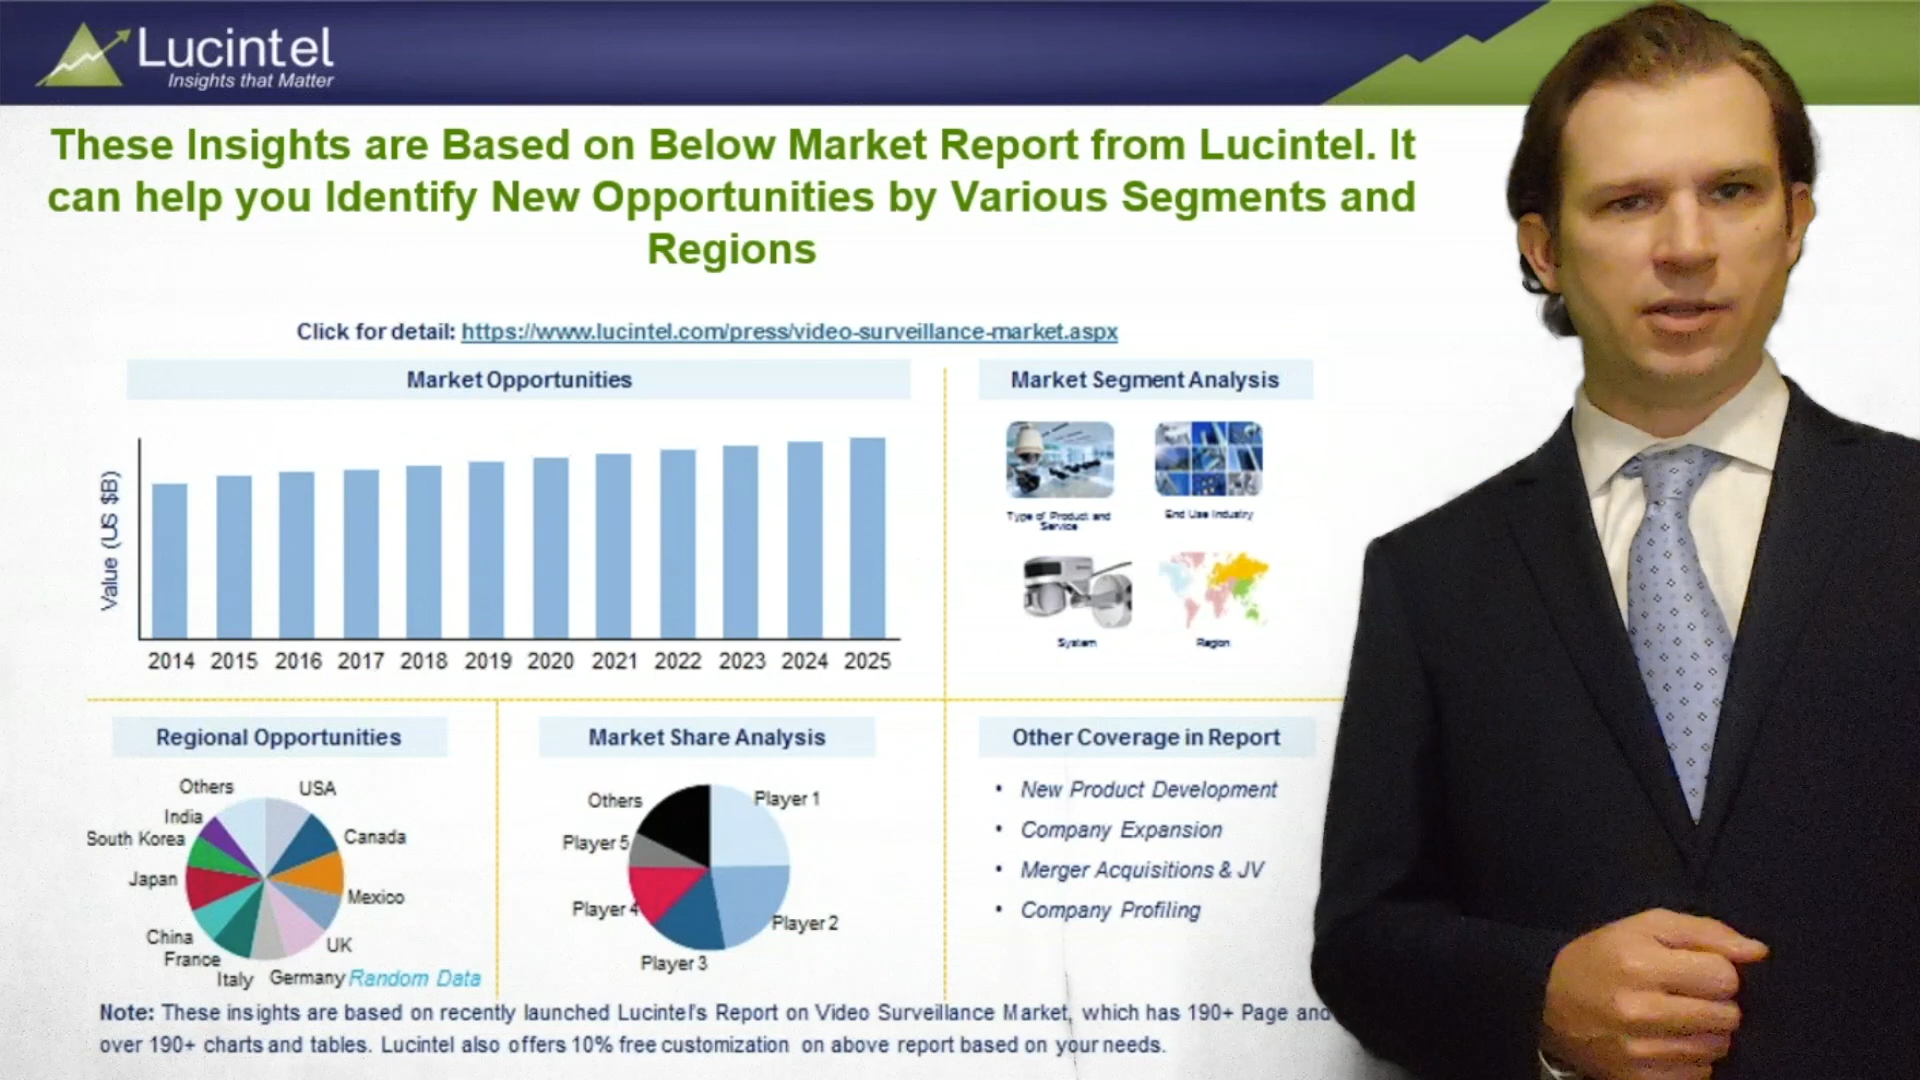 Lucintel
Insights that Matter
These Insights are Based on Below Market Report from Lucintel. It
can help you Identify New Opportunities by Various Segments and
Regions
Click for detail: https://www.lucintel.com/press/video-surveillance-market.aspx
Market Opportunities
Value (US $B)
2014 2015 2016 2017 2018 2019 2020 2021 2022 2023 2024 2025
Market Segment Analysis
Type of Product and
Service
End Use Industry
System
Region
Regional Opportunities
Others
USA
India
South Korea
Canada
Japan
Mexico
China
UK
France
Italy
Germany
Random Data
Market Share Analysis
Others
Player 1
Player 5
Player 4
Player 2
Player 3
Other Coverage in Report
• New Product Development
• Company Expansion
• Merger Acquisitions & JV
• Company Profiling
Note: These insights are based on recently launched Lucintel's Report on Video Surveillance Market, which has 190+ Page and
over 190+ charts and tables. Lucintel also offers 10% free customization on above report based on your needs.